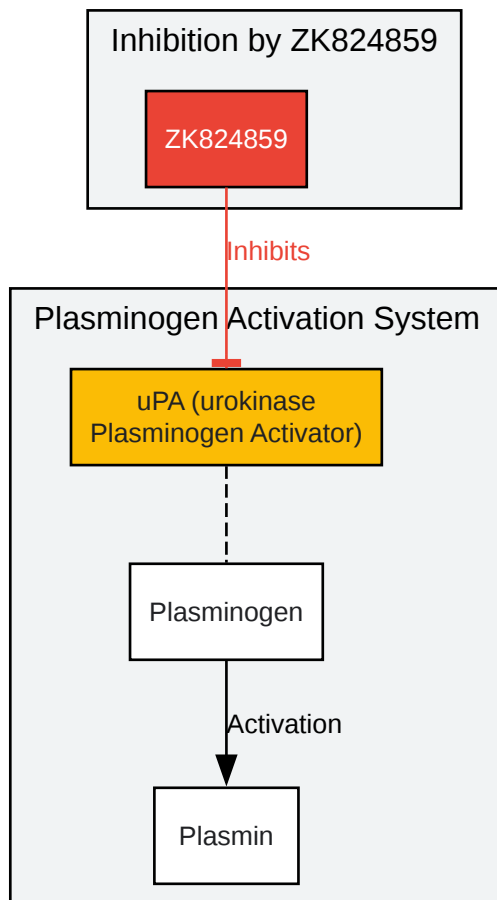 Inhibition by ZK824859
ZK824859
Inhibits
Plasminogen Activation System
uPA (urokinase
Plasminogen Activator)
Plasminogen
Activation
Plasmin